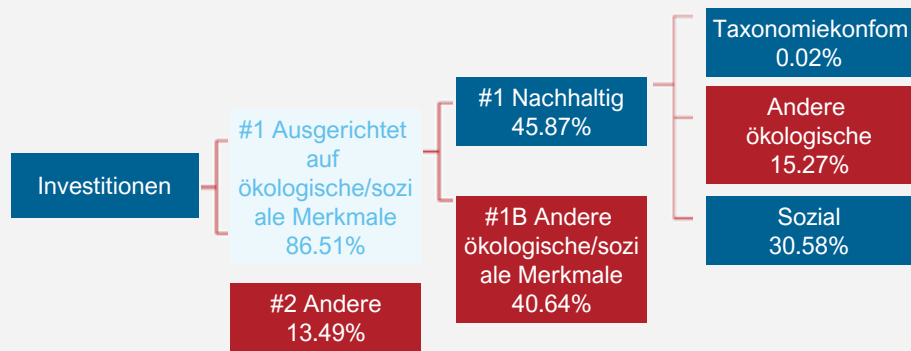 Investitionen
#1 Ausgerichtet
auf
ökologische/sozi
ale Merkmale
86.51%
#2 Andere
13.49%
#1 Nachhaltig
45.87%
#1B Andere
ökologische/sozi
ale Merkmale
40.64%
Taxonomiekonfom
0.02%
Andere
ökologische
15.27%
Sozial
30.58%